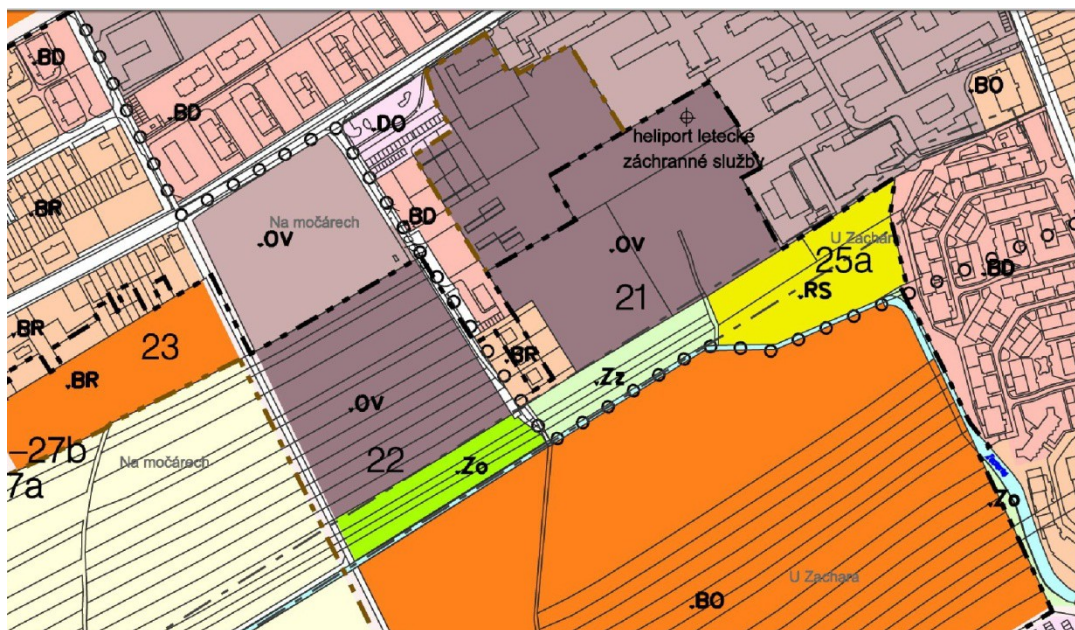 .BD
.BD
.DO
.BO
heliport letecké
záchranné služby
.BR
.OV
Na močárech
.BD
.OV
U Zachara
25a
.BD
21
.RS
.BR
23
.BR
.BR
.Zz
.OV
–27b
7a
Na močárech
22
.Zo
.Zo
U Zachara
.BO